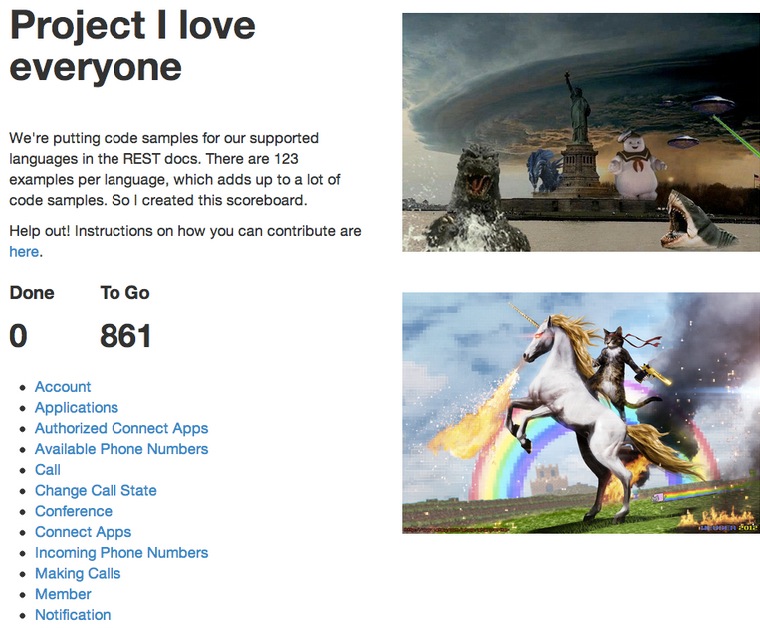 Project I love
everyone
We're putting code samples for our supported
languages in the REST docs. There are 123
examples per language, which adds up to a lot of
code samples. So I created this scoreboard.
Help out! Instructions on how you can contribute are
here.
Done To Go
0 861
Account
Applications
Authorized Connect Apps
Available Phone Numbers
Call
Change Call State
Conference
Connect Apps
Incoming Phone Numbers
Making Calls
Member
Notification
2012